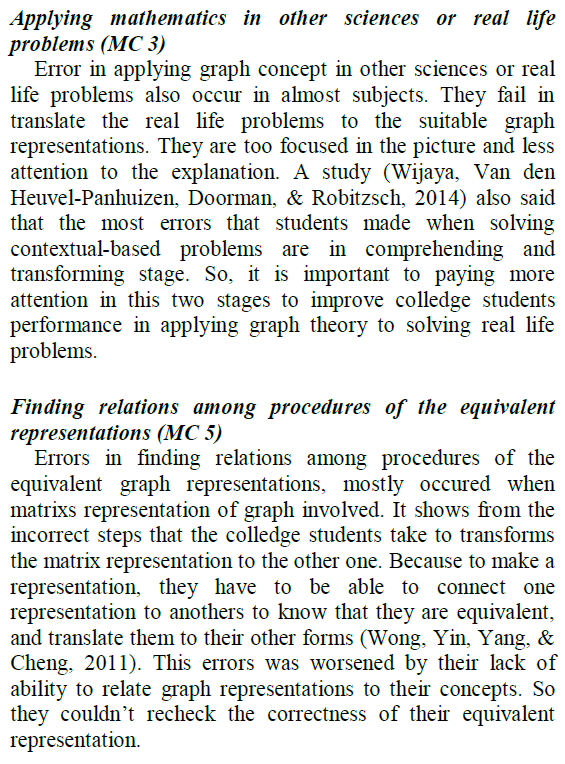 Applying mathematics in other sciences or real life
problems (MC 3)
Error in applying graph concept in other sciences or real
life problems also occur in almost subjects. They fail in
translate the real life problems to the suitable graph
representations. They are too focused in the picture and less
attention to the explanation. A study (Wijaya, Van den
Heuvel-Panhuizen, Doorman, & Robitzsch, 2014) also said
that the most errors that students made when solving
contextual-based problems are in comprehending and
transforming stage. So, it is important to paying more
attention in this two stages to improve colledge students
performance in applying graph theory to solving real life
problems.
Finding relations among procedures of the equivalent
representations (MC 5)
Errors in finding relations among procedures of the
equivalent graph representations, mostly occured when
matrixs representation of graph involved. It shows from the
incorrect steps that the colledge students take to transforms
the matrix representation to the other one. Because to make a
representation, they have to be able to connect one
representation to anothers to know that they are equivalent,
and translate them to their other forms (Wong, Yin, Yang, &
Cheng, 2011). This errors was worsened by their lack of
ability to relate graph representations to their concepts. So
they couldn’t recheck the correctness of their equivalent
representation.